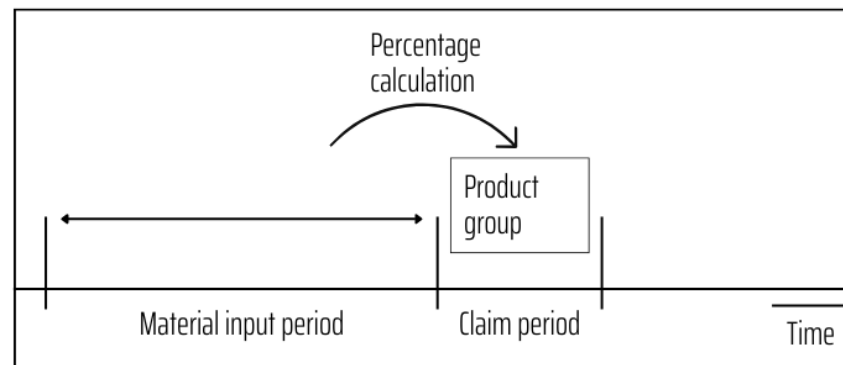 Percentage
calculation
Product
group
Material input period
Claim period
Time